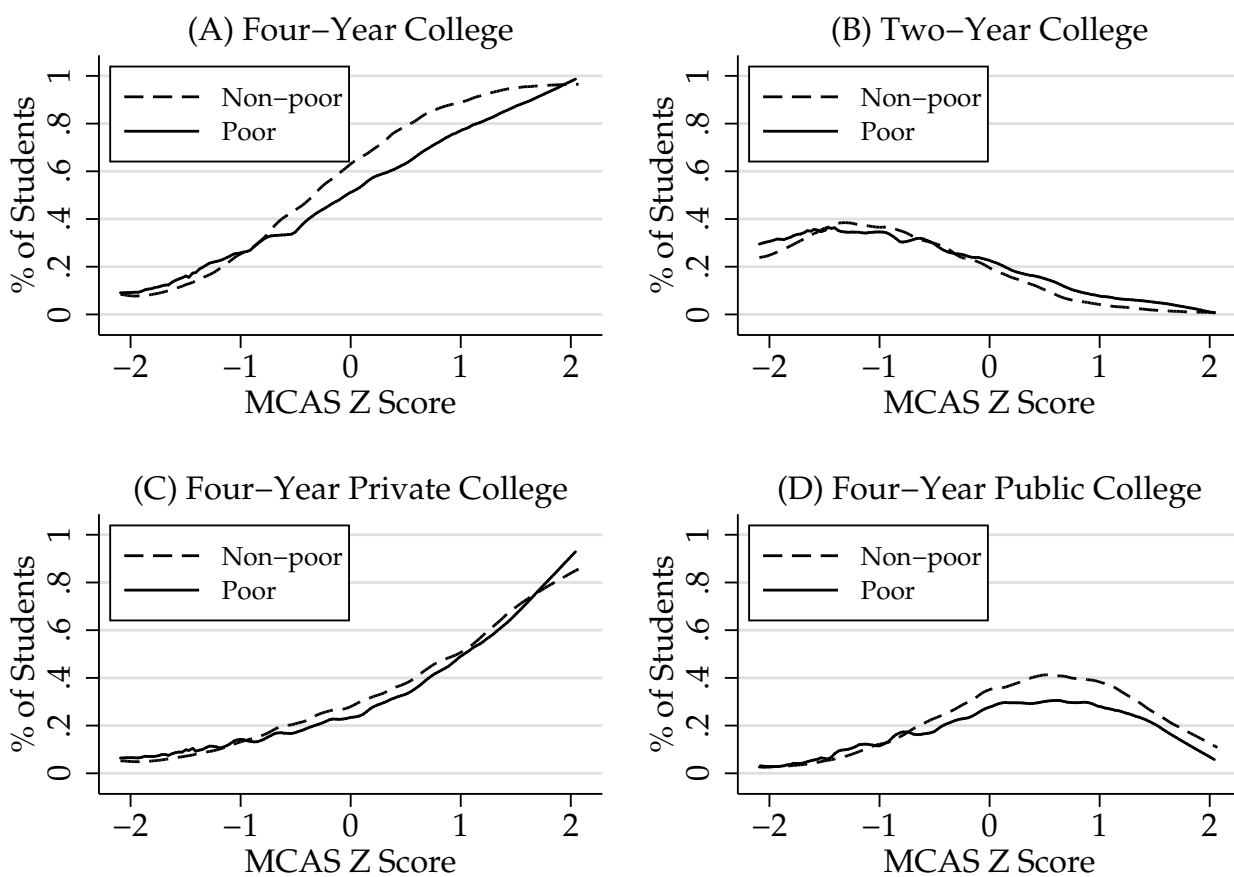 (A) Four−Year College
% of Students
1
.8
.6
.4
.2
0
Non−poor
Poor
−2 −1 0 1 2
MCAS Z Score
(B) Two−Year College
% of Students
1
.8
.6
.4
.2
0
Non−poor
Poor
−2 −1 0 1 2
MCAS Z Score
(C) Four−Year Private College
% of Students
1
.8
.6
.4
.2
0
Non−poor
Poor
−2 −1 0 1 2
MCAS Z Score
(D) Four−Year Public College
% of Students
1
.8
.6
.4
.2
0
Non−poor
Poor
−2 −1 0 1 2
MCAS Z Score